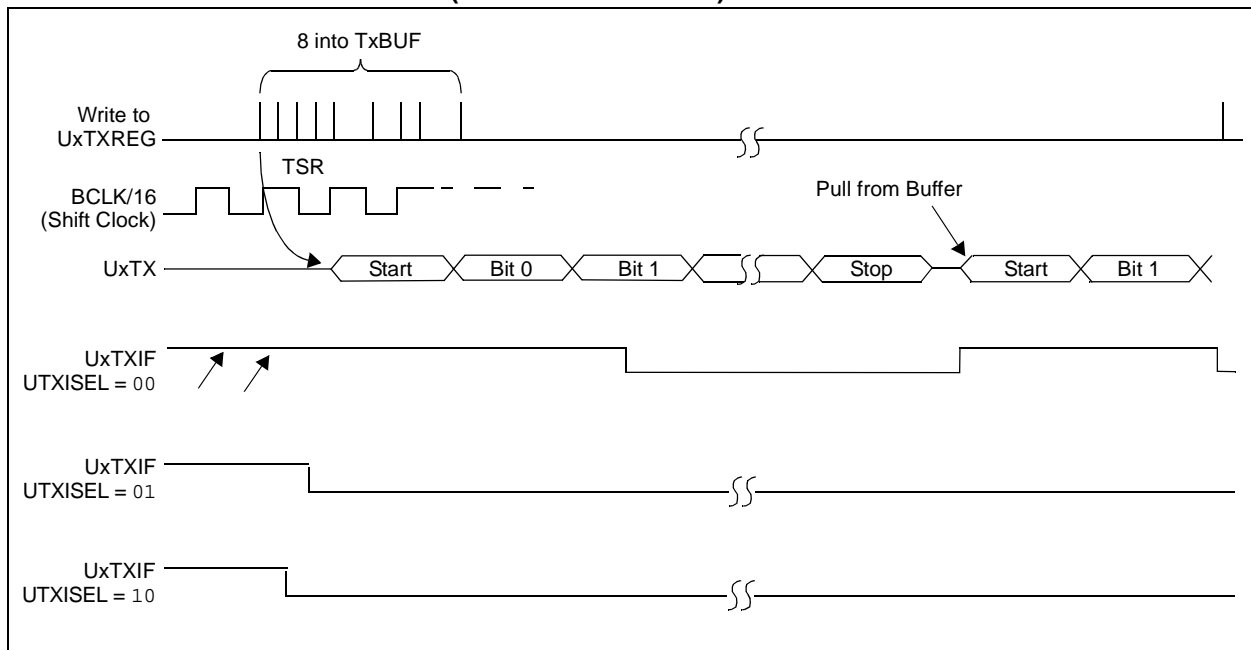 8 into TxBUF
Write to
UxTXREG
TSR
BCLK/16
(Shift Clock)
Pull from Buffer
UxTX
Start
Bit 0
Bit 1
Stop
Start
Bit 1
UxTXIF
UTXISEL = 00
UxTXIF
UTXISEL = 01
UxTXIF
UTXISEL = 10